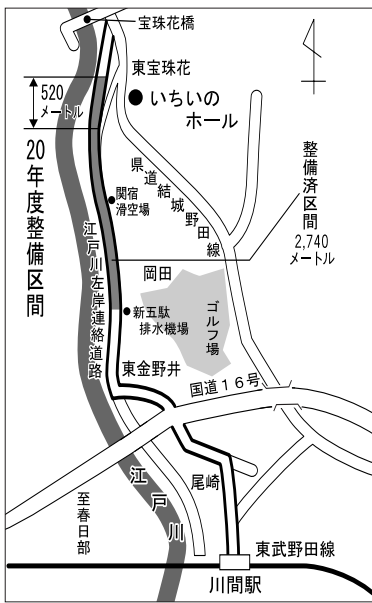 宝珠花橋
東宝珠花
520
メートル
いちいの
ホール
20年度整備区間
関宿
滑空場
県道結城野田線
整備済区間
2,740
メートル
江戸川左岸連絡道路
岡田
ゴルフ場
新五駄
排水機場
東金野井
国道16号
尾崎
江戸川
至春日部
東武野田線
川間駅